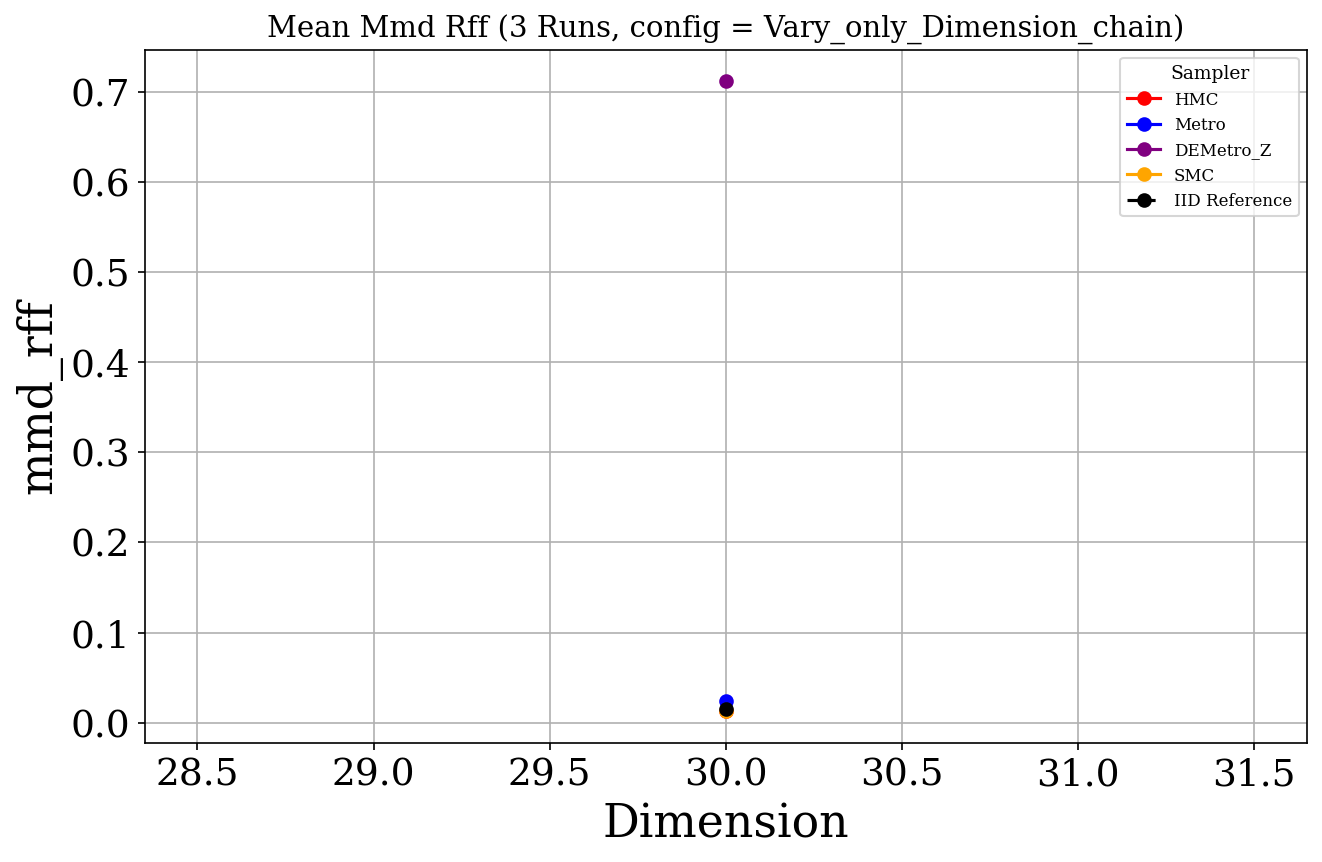 Mean Mmd Rff (3 Runs, config = Vary_only_Dimension_chain)
Sampler
HMC
Metro
DEMetro_Z
SMC
IID Reference
mmd_rff
0.7
0.6
0.5
0.4
0.3
0.2
0.1
0.0
28.5 29.0 29.5 30.0 30.5 31.0 31.5
Dimension